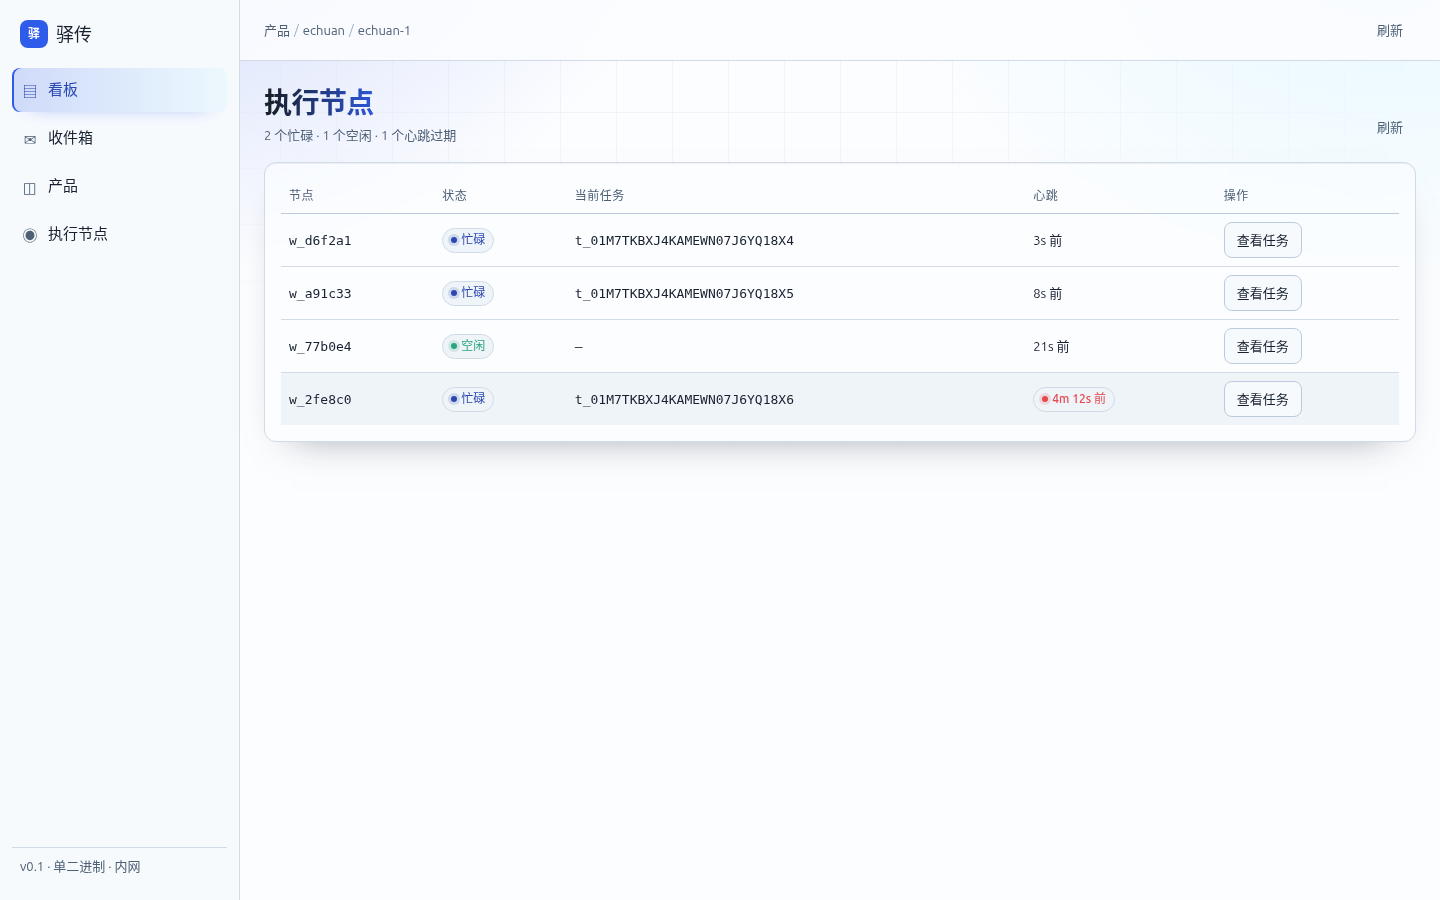 驿 驿传
看板
收件箱
产品
执行节点
v0.1 · 单二进制 · 内网
产品 / echuan / echuan-1
刷新
执行节点
2 个忙碌 · 1 个空闲 · 1 个心跳过期
刷新
节点 状态 当前任务 心跳 操作
w_d6f2a1 忙碌 t_01M7TKBXJ4KAMEWN07J6YQ18X4 3s 前 查看任务
w_a91c33 忙碌 t_01M7TKBXJ4KAMEWN07J6YQ18X5 8s 前 查看任务
w_77b0e4 空闲 — 21s 前 查看任务
w_2fe8c0 忙碌 t_01M7TKBXJ4KAMEWN07J6YQ18X6 4m 12s 前 查看任务